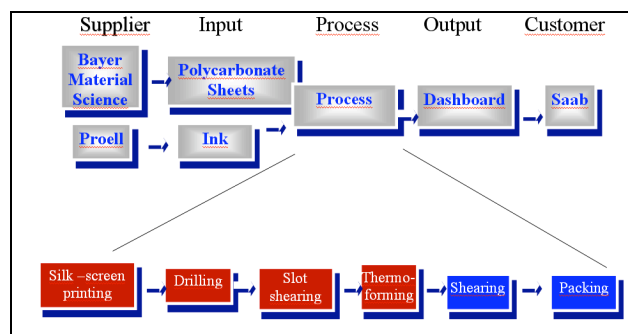 Supplier Input Process Output Customer
Bayer
Material
Science
Polycarbonate
Sheets
Process
Dashboard
Saab
Proell
Ink
Silk –screen
printing
Drilling
Slot
shearing
Thermo-
forming
Shearing
Packing